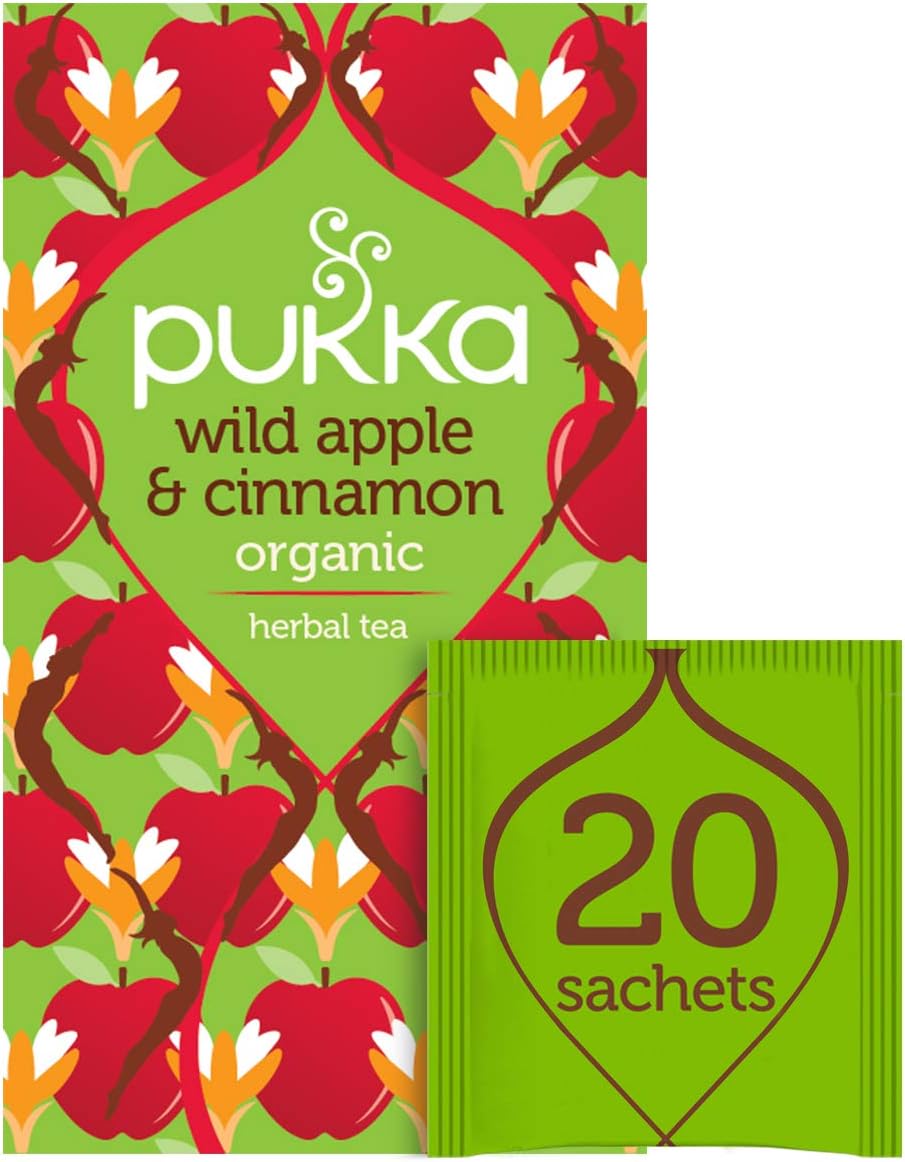 pukka
wild apple
& cinnamon
organic
herbal tea
20
sachets